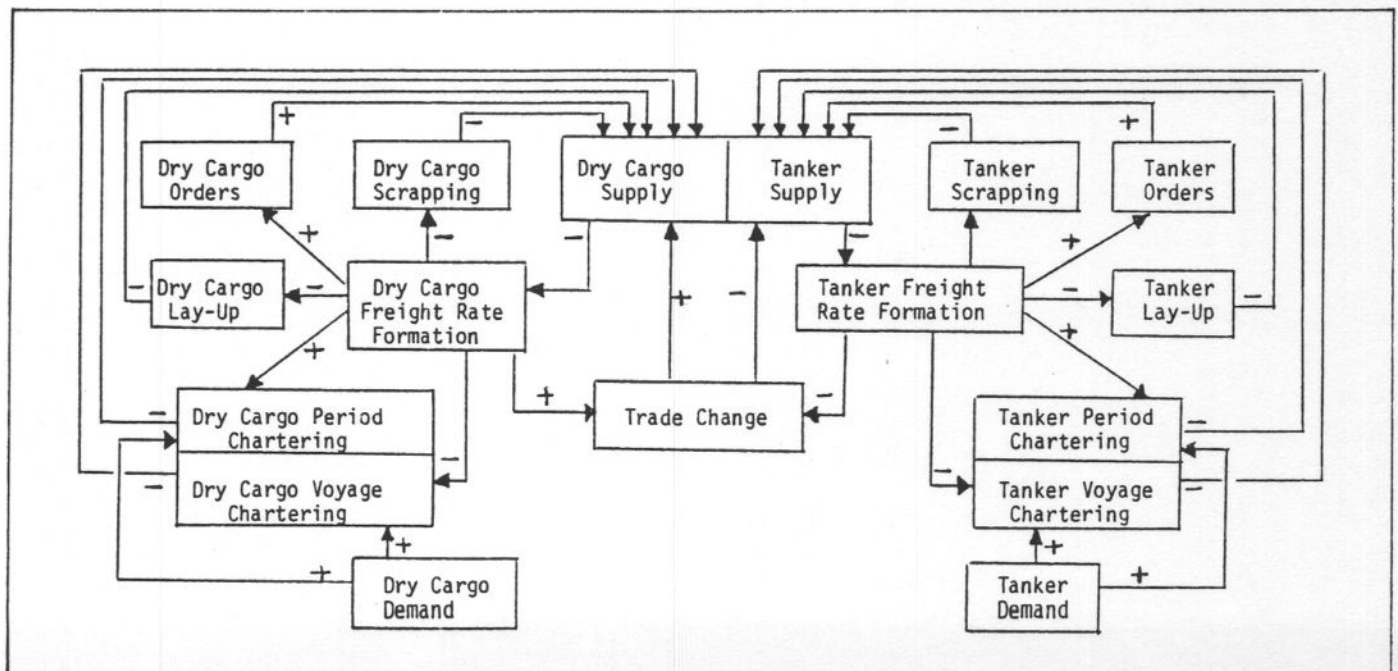 +
-
-
+
Dry Cargo
Orders
Dry Cargo
Scrapping
Dry Cargo
Supply
Tanker
Supply
Tanker
Scrapping
Tanker
Orders
+
-
-
-
+
-
Dry Cargo
Lay-Up
-
Dry Cargo
Freight Rate
Formation
+
-
Tanker Freight
Rate Formation
-
Tanker
Lay-Up
-
+
+
+
Trade Change
-
-
Dry Cargo Period
Chartering
-
Tanker Period
Chartering
-
-
Dry Cargo Voyage
Chartering
-
Tanker Voyage
Chartering
-
+
+
+
Dry Cargo
Demand
Tanker
Demand
+